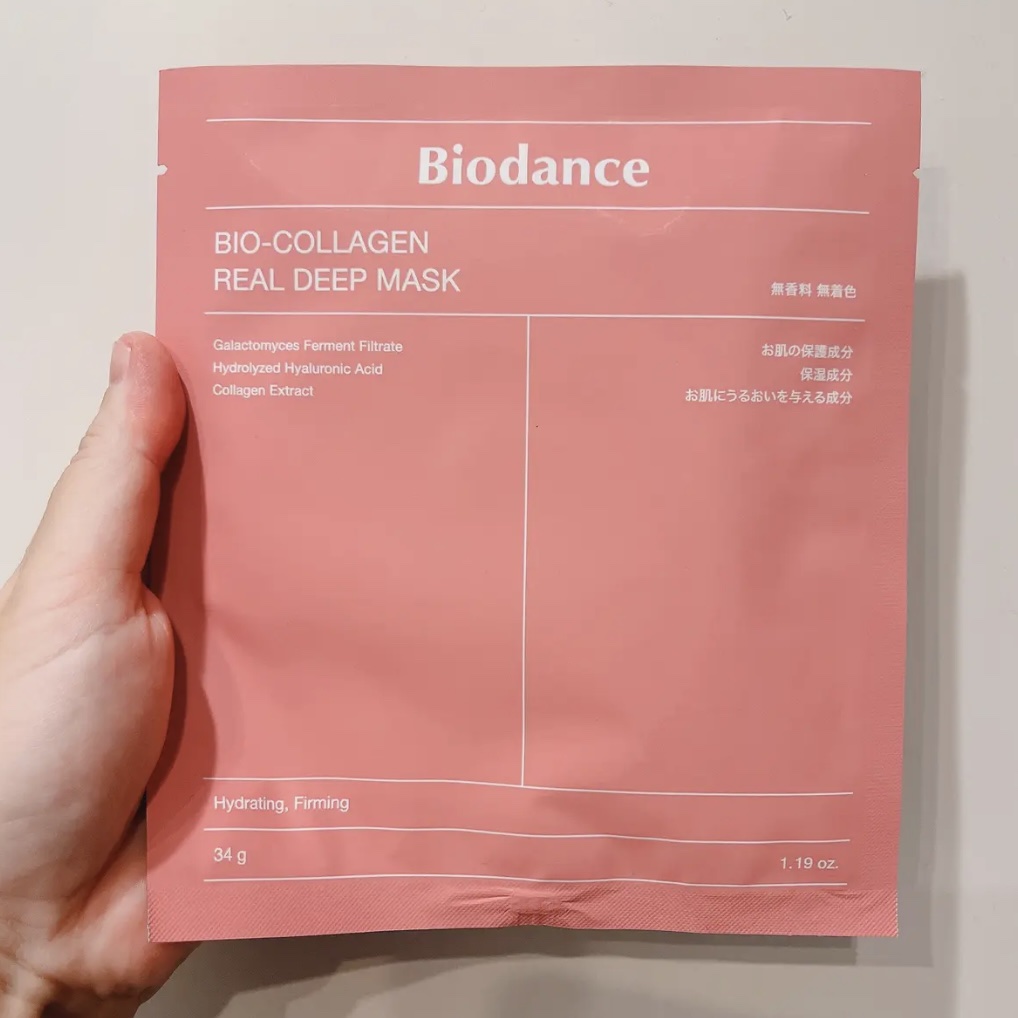 Biodance
BIO-COLLAGEN
REAL DEEP MASK
無香料 無着色
Galactomyces Ferment Filtrate
Hydrolyzed Hyaluronic Acid
Collagen Extract
お肌の保護成分
保湿成分
お肌にうるおいを与える成分
Hydrating, Firming
34 g
1.19 oz.